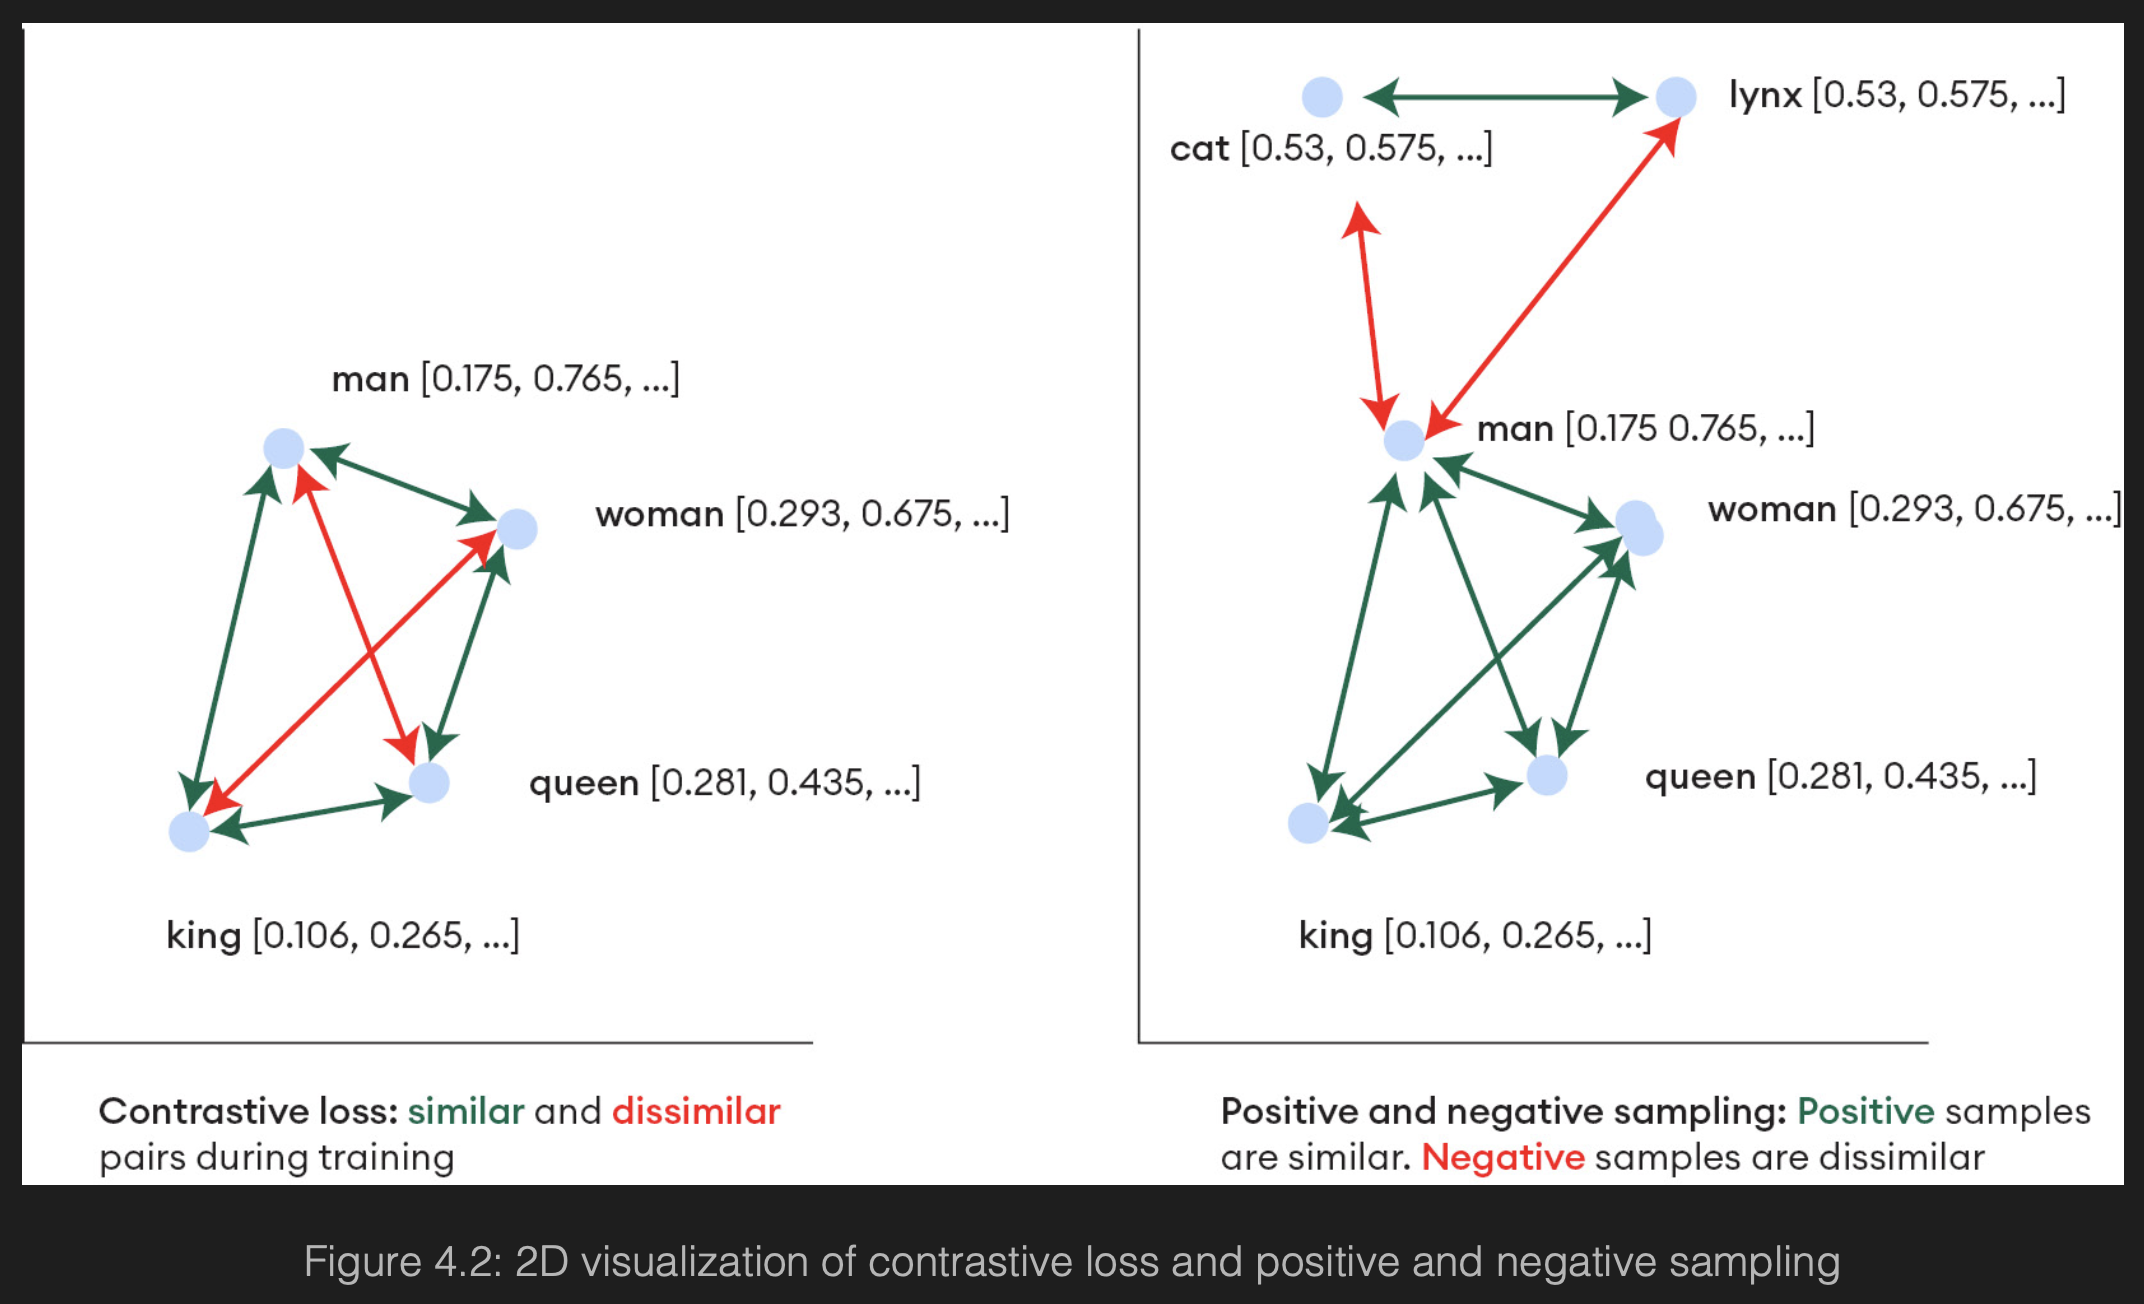 man [0.175, 0.765, ...]
woman [0.293, 0.675, ...]
queen [0.281, 0.435, ...]
king [0.106, 0.265, ...]
Contrastive loss: similar and dissimilar
pairs during training
lynx [0.53, 0.575, ...]
cat [0.53, 0.575, ...]
man [0.175 0.765, ...]
woman [0.293, 0.675, ...]
queen [0.281, 0.435, ...]
king [0.106, 0.265, ...]
Positive and negative sampling: Positive samples
are similar. Negative samples are dissimilar
Figure 4.2: 2D visualization of contrastive loss and positive and negative sampling